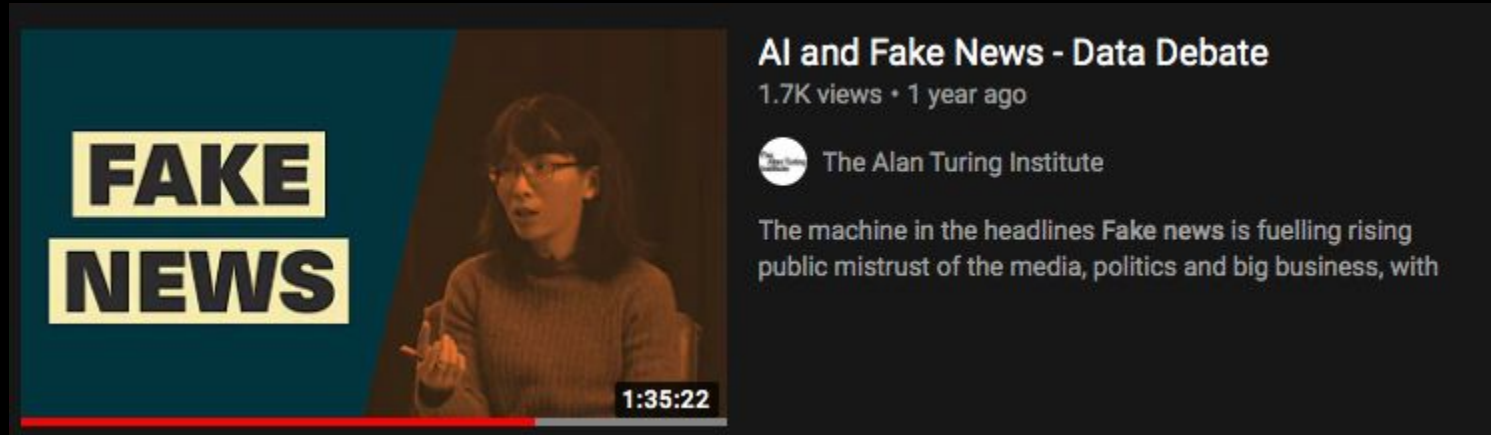 FAKE
NEWS
1:35:22
AI and Fake News - Data Debate
1.7K views • 1 year ago
The Alan Turing Institute
The machine in the headlines Fake news is fuelling rising
public mistrust of the media, politics and big business, with